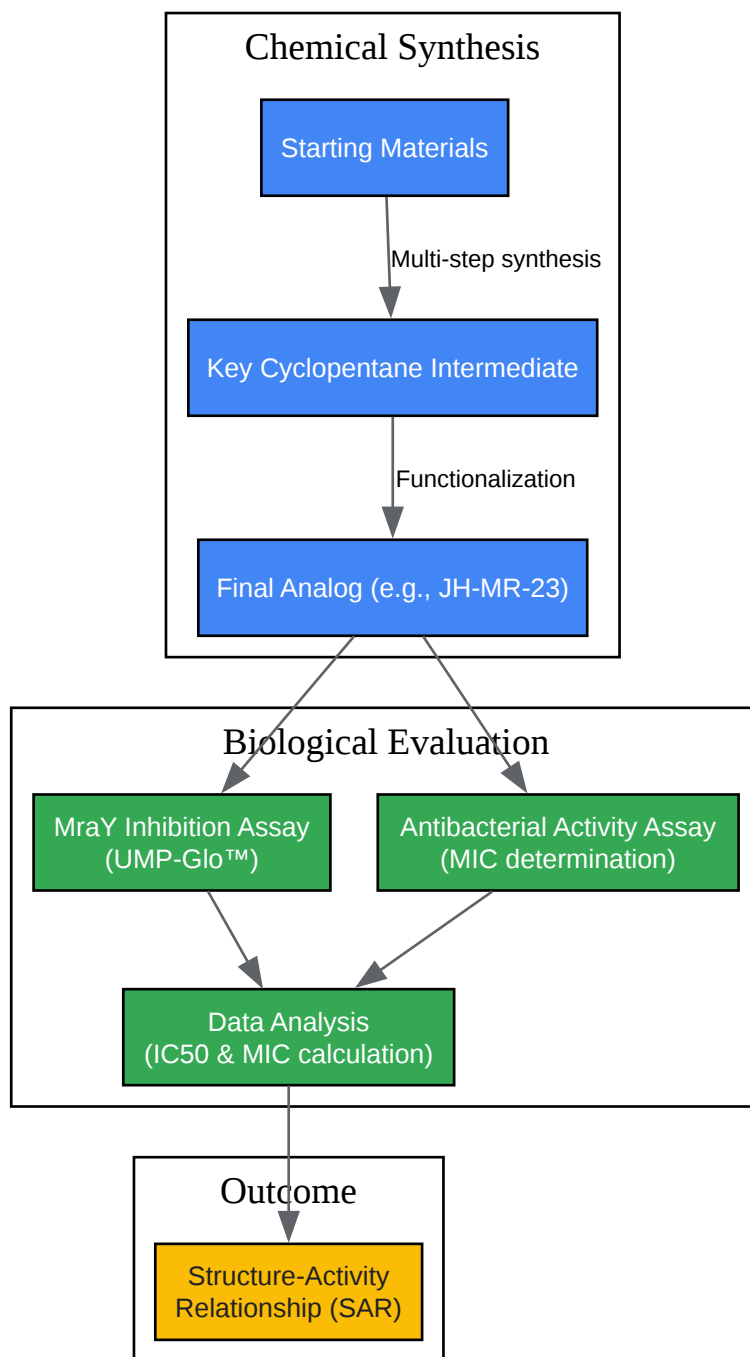 Chemical Synthesis
Starting Materials
Multi-step synthesis
Key Cyclopentane Intermediate
Functionalization
Final Analog (e.g., JH-MR-23)
Biological Evaluation
MraY Inhibition Assay
(UMP-Glo™)
Antibacterial Activity Assay
(MIC determination)
Data Analysis
(IC50 & MIC calculation)
Outcome
Structure-Activity
Relationship (SAR)